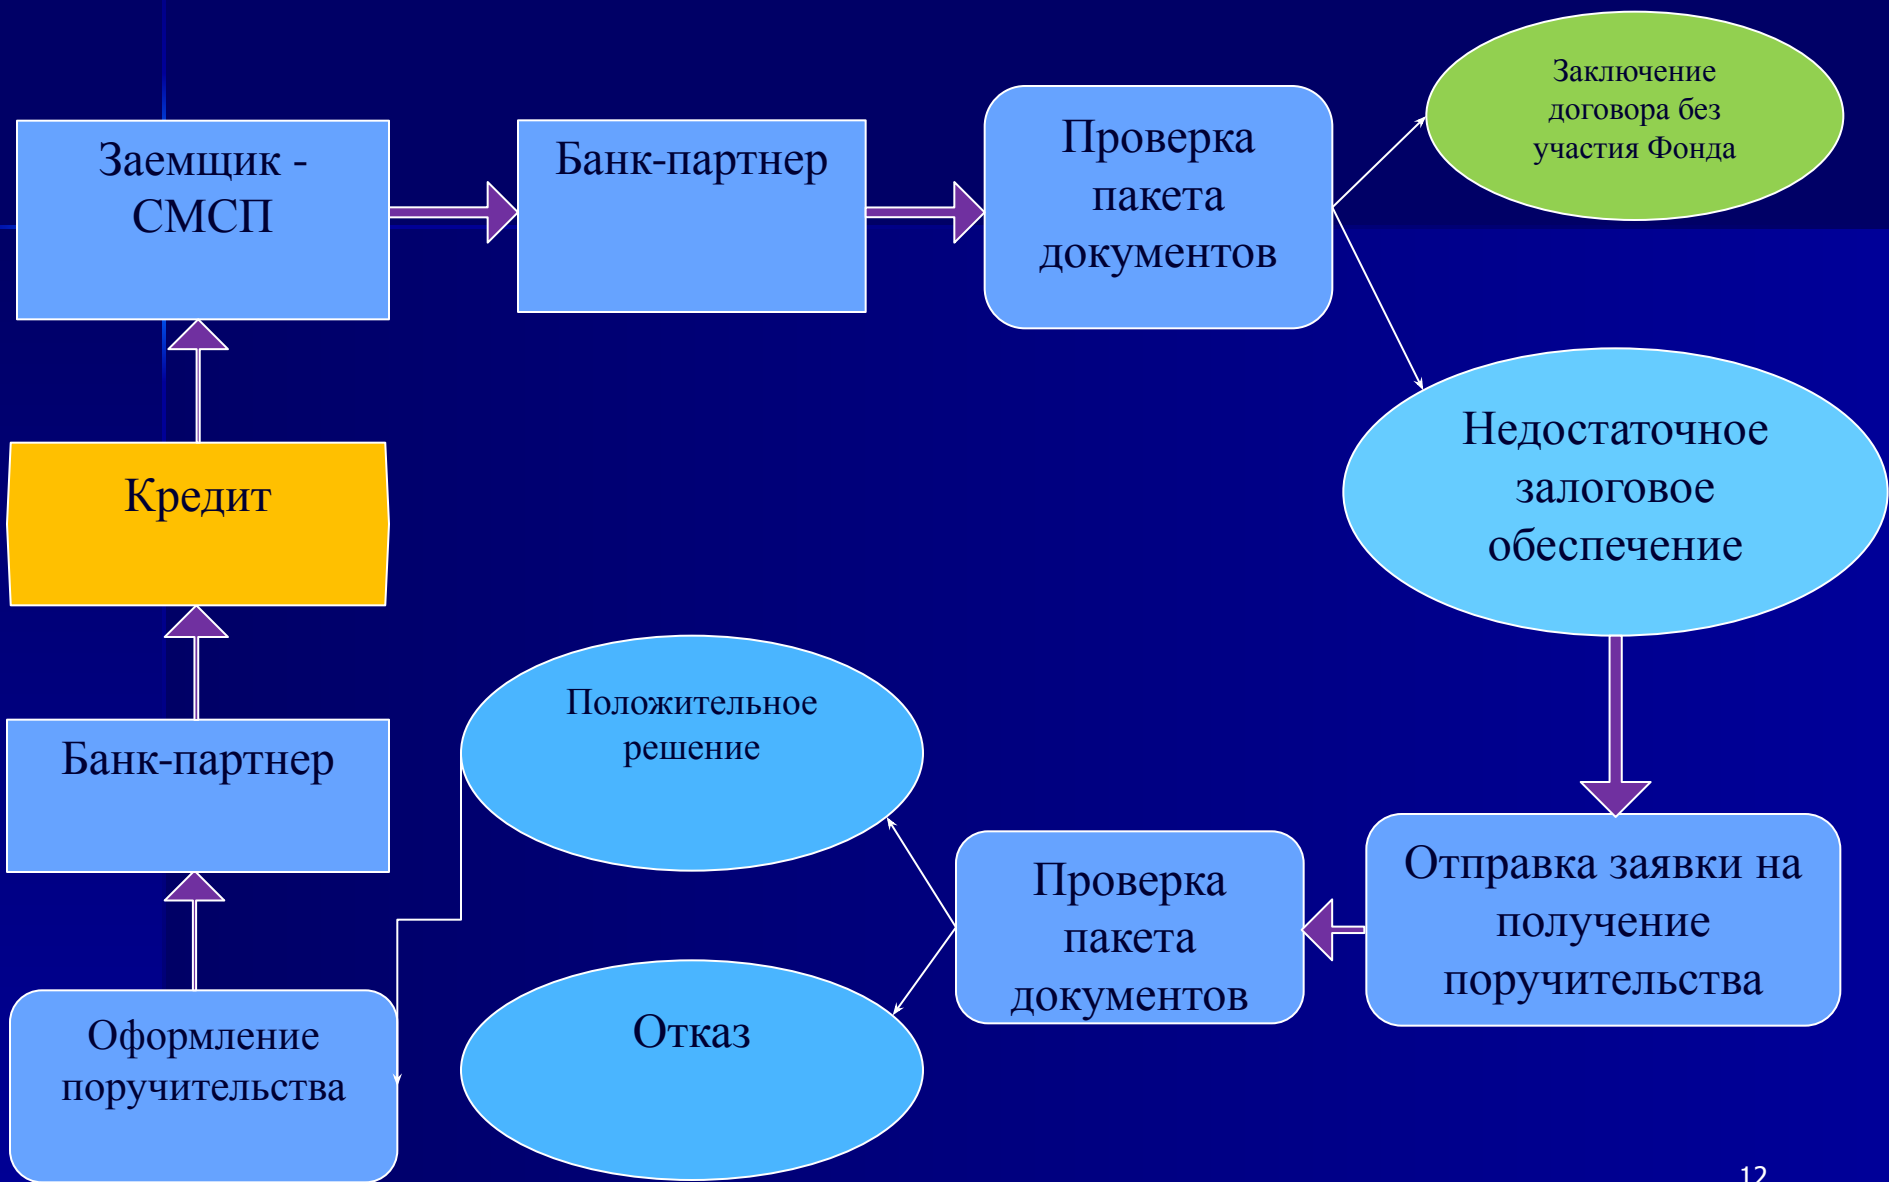 Заемщик -
СМСП
Банк-партнер
Проверка
пакета
документов
Заключение
договора без
участия Фонда
Недостаточное
залоговое
обеспечение
Кредит
Положительное
решение
Банк-партнер
Отправка заявки на
получение
поручительства
Проверка
пакета
документов
Отказ
Оформление
поручительства
12